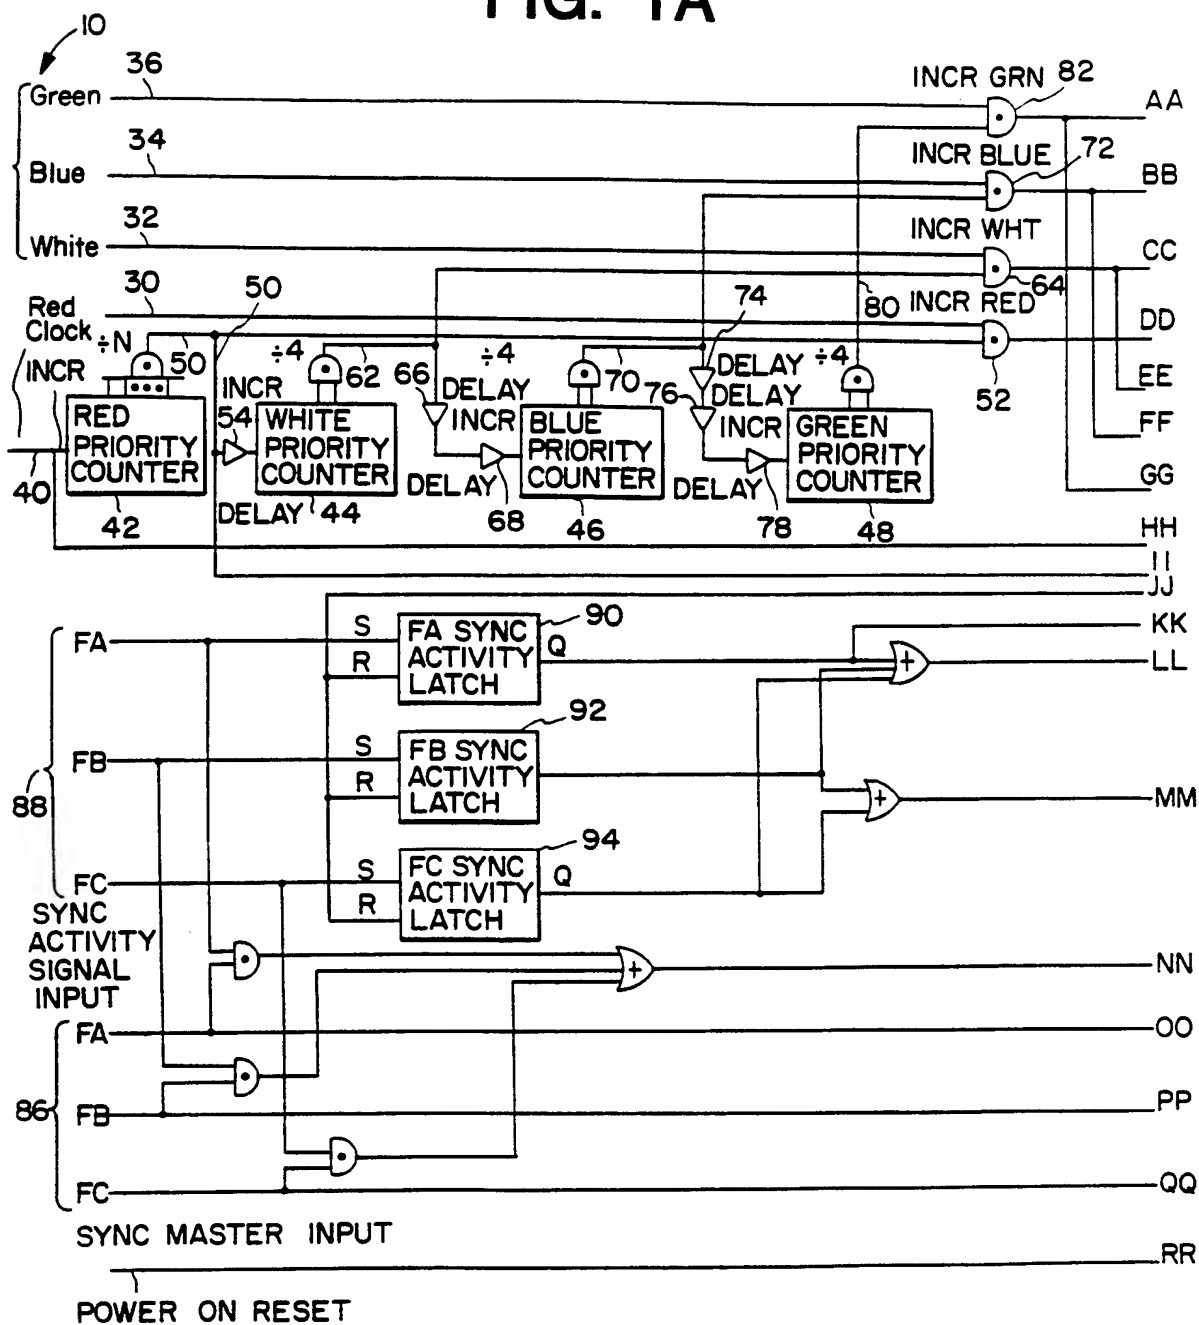 FIG. 1A
10
36
INCR GRN 82
Green
AA
34
INCR BLUE 72
Blue
BB
32
INCR WHT
White
CC
64
30
50
74
80
INCR RED
Red
Clock
DD
÷N
50
÷4
62
66
÷4
70
76
DELAY
DELAY
÷4
52
EE
INCR
INCR
54
DELAY
INCR
INCR
FF
RED
PRIORITY
COUNTER
WHITE
PRIORITY
COUNTER
BLUE
PRIORITY
COUNTER
GREEN
PRIORITY
COUNTER
GG
40
42
DELAY
44
DELAY
68
46
DELAY
78
48
HH
II
JJ
88
FA
S
R
FA SYNC
ACTIVITY
LATCH
90
Q
+
KK
LL
FB
S
R
FB SYNC
ACTIVITY
LATCH
92
+
MM
FC
S
R
FC SYNC
ACTIVITY
LATCH
94
Q
SYNC
ACTIVITY
SIGNAL
INPUT
+
NN
86
FA
OO
FB
PP
FC
QQ
SYNC MASTER INPUT
RR
POWER ON RESET